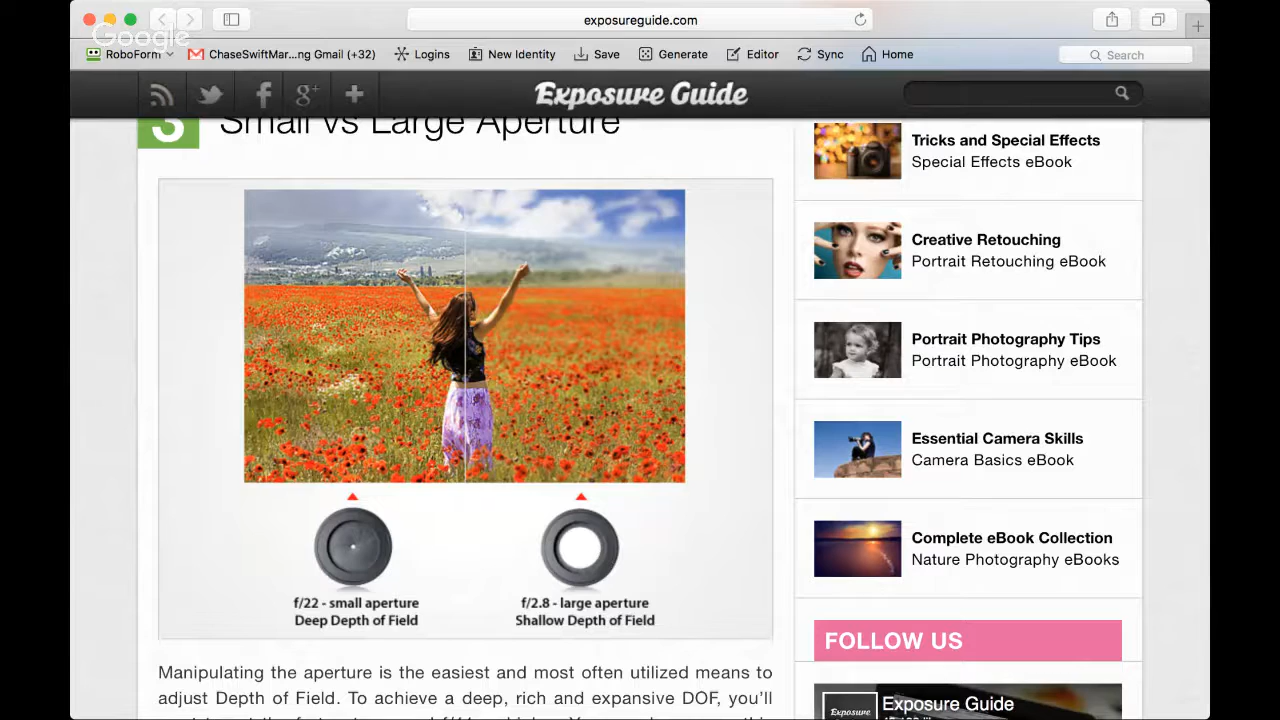 exposureguide.com
Google
RoboForm
ChaseSwiftMar...ng Gmail (+32)
Logins
New Identity
Save
Generate
Editor
Sync
Home
Search
g+
Exposure Guide
3
Small vs Large Aperture
f/22 - small aperture
Deep Depth of Field
f/2.8 - large aperture
Shallow Depth of Field
Manipulating the aperture is the easiest and most often utilized means to
adjust Depth of Field. To achieve a deep, rich and expansive DOF, you’ll
Tricks and Special Effects
Special Effects eBook
Creative Retouching
Portrait Retouching eBook
Portrait Photography Tips
Portrait Photography eBook
Essential Camera Skills
Camera Basics eBook
Complete eBook Collection
Nature Photography eBooks
FOLLOW US
Exposure
Exposure Guide